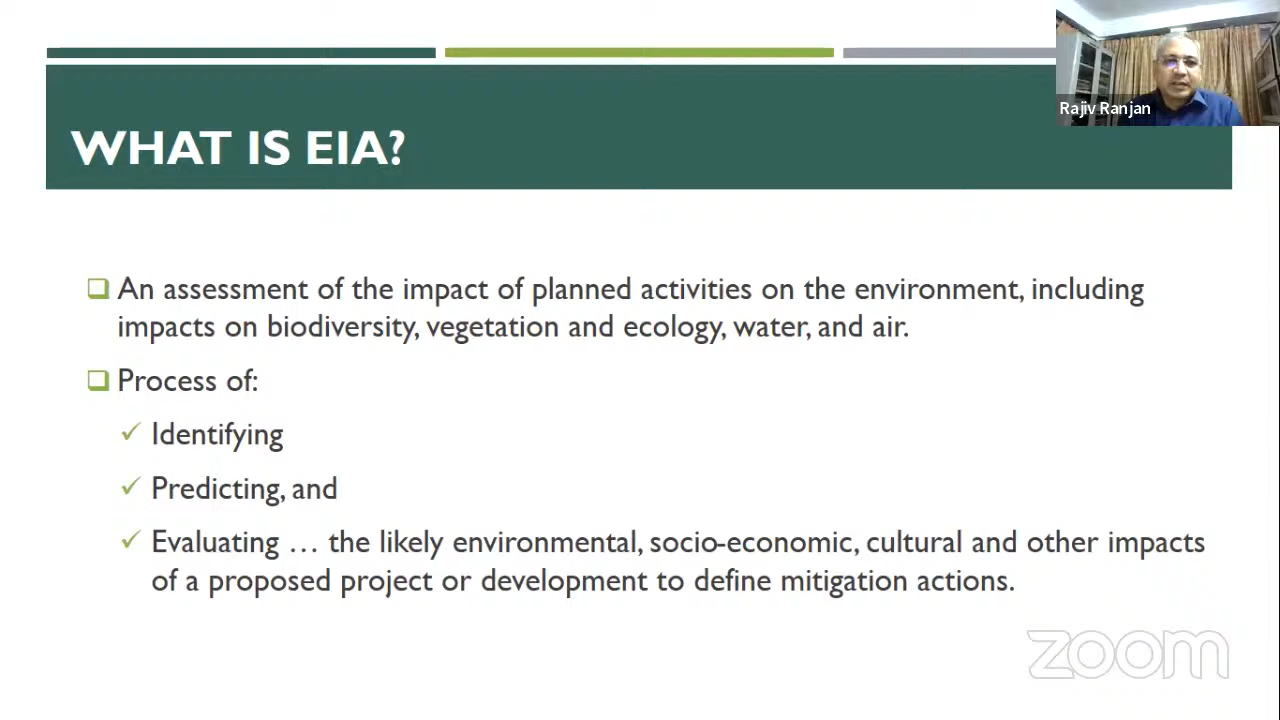 WHAT IS EIA?
Rajiv Ranjan
An assessment of the impact of planned activities on the environment, including
impacts on biodiversity, vegetation and ecology, water, and air.
Process of:
Identifying
Predicting, and
Evaluating … the likely environmental, socio-economic, cultural and other impacts
of a proposed project or development to define mitigation actions.
zoom